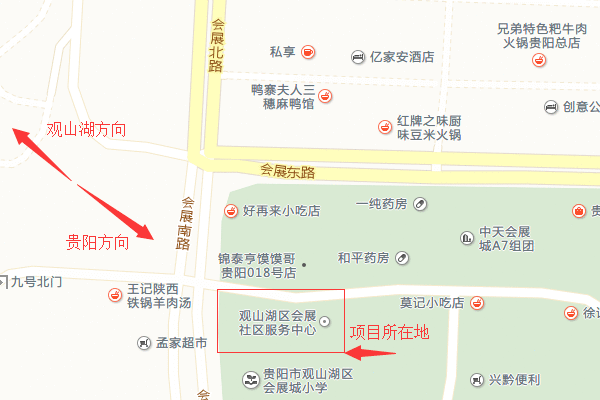 会展北路
私享
亿家安酒店
兄弟特色粑牛肉
火锅贵阳总店
鸭寨夫人三
穗麻鸭馆
红牌之味厨
味豆米火锅
创意公
观山湖方向
会展东路
贵阳方向
会展南路
好再来小吃店
一纯药房
贵
中天会展
城A7组团
锦泰亨馍馍哥
贵阳018号店
和平药房
九号北门
王记陕西
铁锅羊肉汤
莫记小吃店
徐记
观山湖区会展
社区服务中心
项目所在地
孟家超市
贵阳市观山湖区
会展城小学
兴黔便利
会